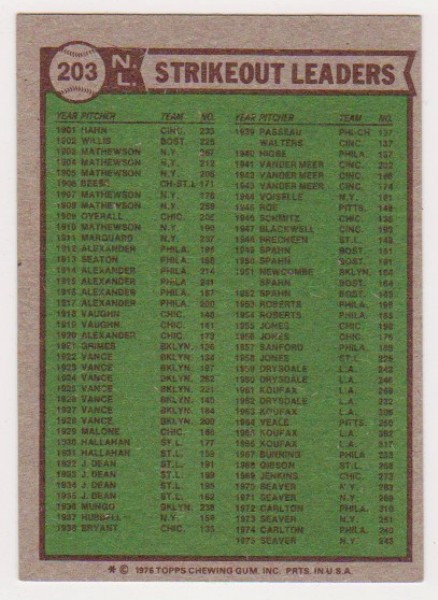 203
N.L.
STRIKEOUT LEADERS
YEAR PITCHER TEAM NO.
1901 HAHN CINC. 233
1902 WILLIS BOST. 225
1903 MATHEWSON N.Y. 267
1904 MATHEWSON N.Y. 212
1905 MATHEWSON N.Y. 206
1906 BEEBE CH-ST.L 171
1907 MATHEWSON N.Y. 178
1908 MATHEWSON N.Y. 259
1909 OVERALL CHIC. 205
1910 MATHEWSON N.Y. 190
1911 MARQUARD N.Y. 237
1912 ALEXANDER PHILA. 195
1913 SEATON PHILA. 168
1914 ALEXANDER PHILA. 214
1915 ALEXANDER PHILA. 241
1916 ALEXANDER PHILA. 167
1917 ALEXANDER PHILA. 200
1918 VAUGHN CHIC. 148
1919 VAUGHN CHIC. 141
1920 ALEXANDER CHIC. 173
1921 GRIMES BKLYN. 136
1922 VANCE BKLYN. 134
1923 VANCE BKLYN. 197
1924 VANCE BKLYN. 262
1925 VANCE BKLYN. 221
1926 VANCE BKLYN. 140
1927 VANCE BKLYN. 184
1928 VANCE BKLYN. 200
1929 MALONE CHIC. 166
1930 HALLAHAN ST.L. 177
1931 HALLAHAN ST.L. 159
1932 J. DEAN ST.L. 191
1933 J. DEAN ST.L. 199
1934 J. DEAN ST.L. 195
1935 J. DEAN ST.L. 182
1936 MUNGO BKLYN. 238
1937 HUBBELL N.Y. 159
1938 BRYANT CHIC. 135
YEAR PITCHER TEAM NO.
1939 PASSEAU PHI-CH 137
WALTERS CINC. 137
1940 HIGBE PHILA. 137
1941 VANDER MEER CINC. 202
1942 VANDER MEER CINC. 186
1943 VANDER MEER CINC. 174
1944 VOISELLE N.Y. 161
1945 ROE PITTS. 148
1946 SCHMITZ CHIC. 135
1947 BLACKWELL CINC. 193
1948 BRECHEEN ST.L. 149
1949 SPAHN BOST. 151
1950 SPAHN BOST. 191
1951 NEWCOMBE BKLYN. 164
SPAHN BOST. 164
1952 SPAHN BOST. 183
1953 ROBERTS PHILA. 198
1954 ROBERTS PHILA. 185
1955 JONES CHIC. 198
1956 JONES CHIC. 176
1957 SANFORD PHILA. 188
1958 JONES ST.L. 225
1959 DRYSDALE L.A. 242
1960 DRYSDALE L.A. 246
1961 KOUFAX L.A. 269
1962 DRYSDALE L.A. 232
1963 KOUFAX L.A. 306
1964 VEALE PITTS. 250
1965 KOUFAX L.A. 382
1966 KOUFAX L.A. 317
1967 BUNNING PHILA. 253
1968 GIBSON ST.L. 268
1969 JENKINS CHIC. 273
1970 SEAVER N.Y. 283
1971 SEAVER N.Y. 289
1972 CARLTON PHILA. 310
1973 SEAVER N.Y. 251
1974 CARLTON PHILA. 240
1975 SEAVER N.Y. 243
* © 1976 TOPPS CHEWING GUM, INC. PRTD. IN U.S.A.